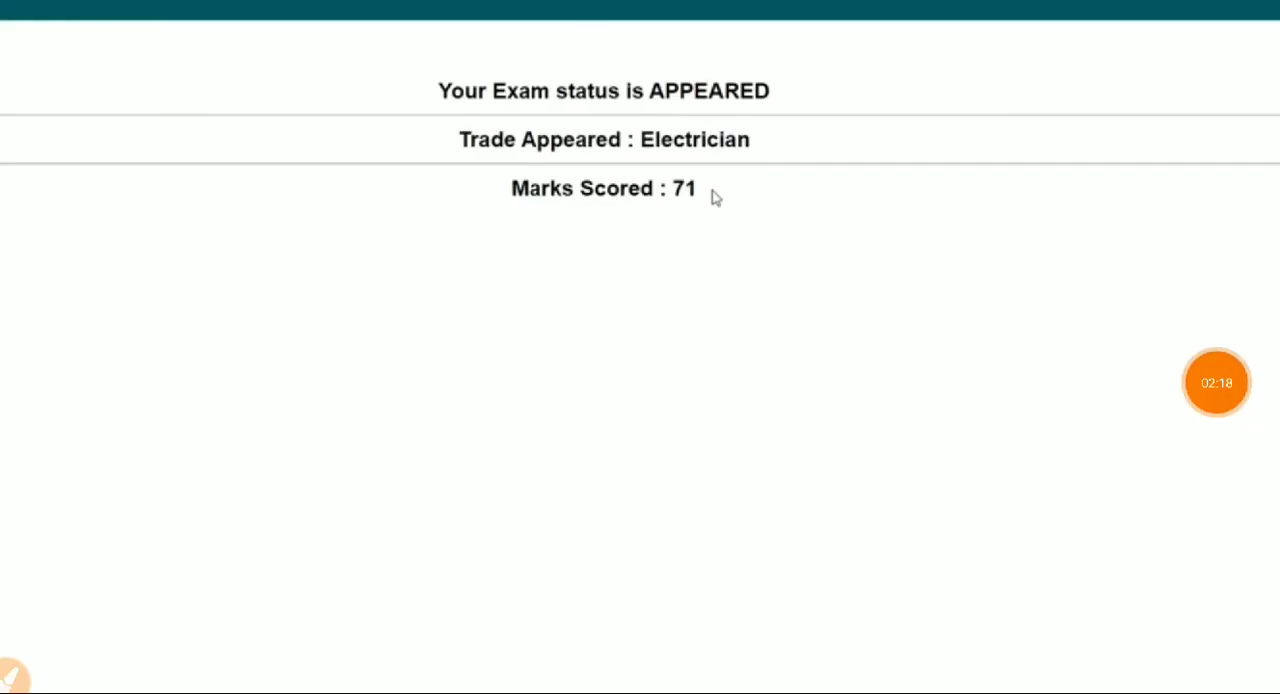 Your Exam status is APPEARED
Trade Appeared : Electrician
Marks Scored : 71
02:18